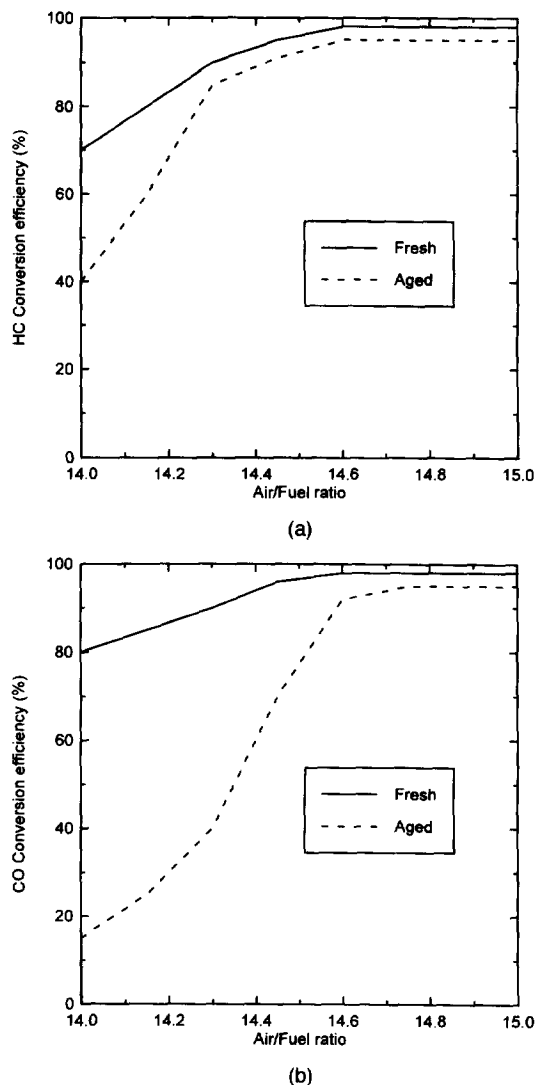 100
80
60
40
20
0
HC Conversion efficiency (%)
Fresh
Aged
14.0 14.2 14.4 14.6 14.8 15.0
Air/Fuel ratio
(a)
100
80
60
40
20
0
CO Conversion efficiency (%)
Fresh
Aged
14.0 14.2 14.4 14.6 14.8 15.0
Air/Fuel ratio
(b)